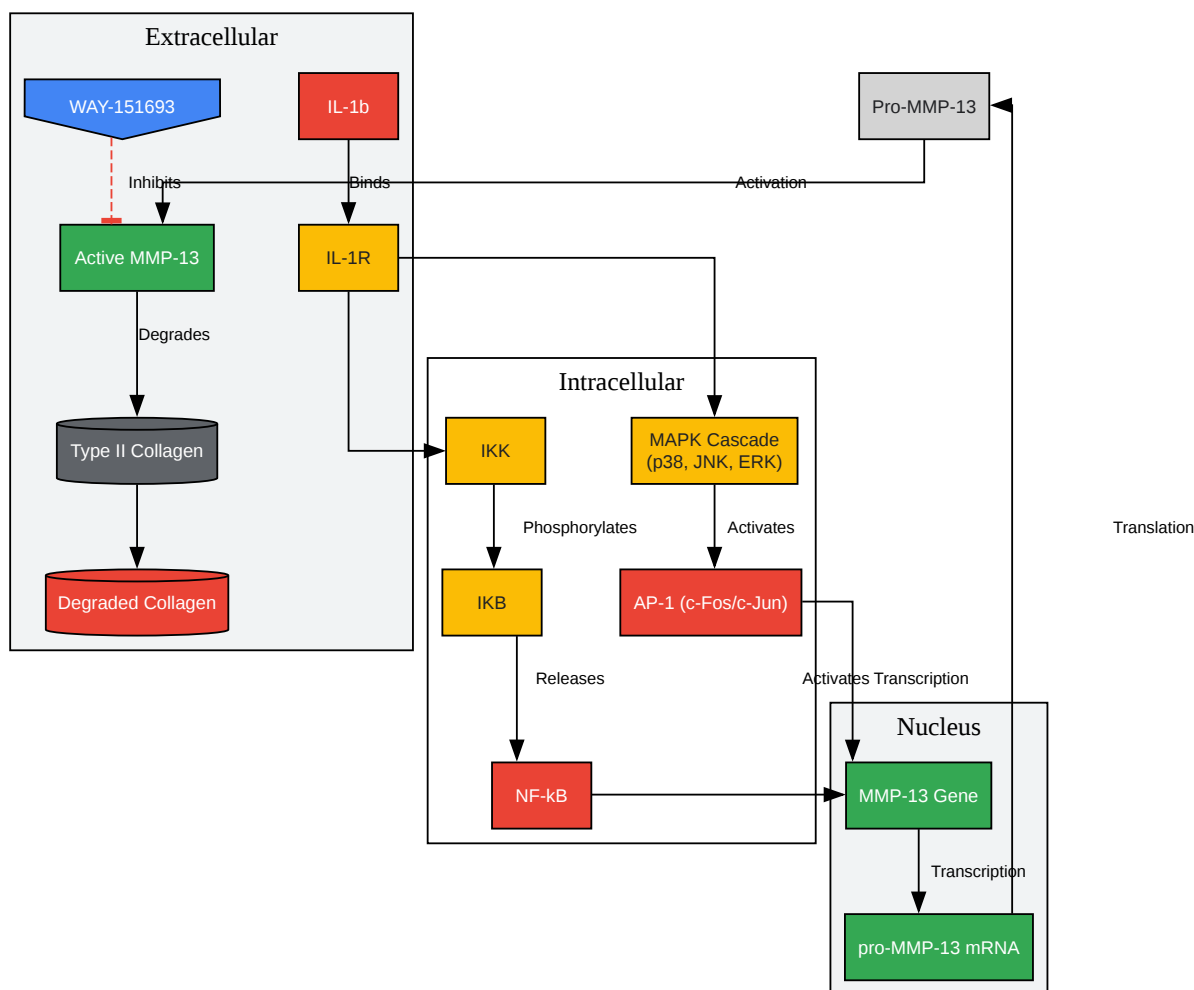 Extracellular
WAY-151693
IL-1b
Pro-MMP-13
Inhibits
Binds
Activation
Active MMP-13
IL-1R
Degrades
Intracellular
Type II Collagen
IKK
MAPK Cascade
(p38, JNK, ERK)
Phosphorylates
Activates
Translation
Degraded Collagen
IKB
AP-1 (c-Fos/c-Jun)
Releases
Activates Transcription
Nucleus
NF-kB
MMP-13 Gene
Transcription
pro-MMP-13 mRNA